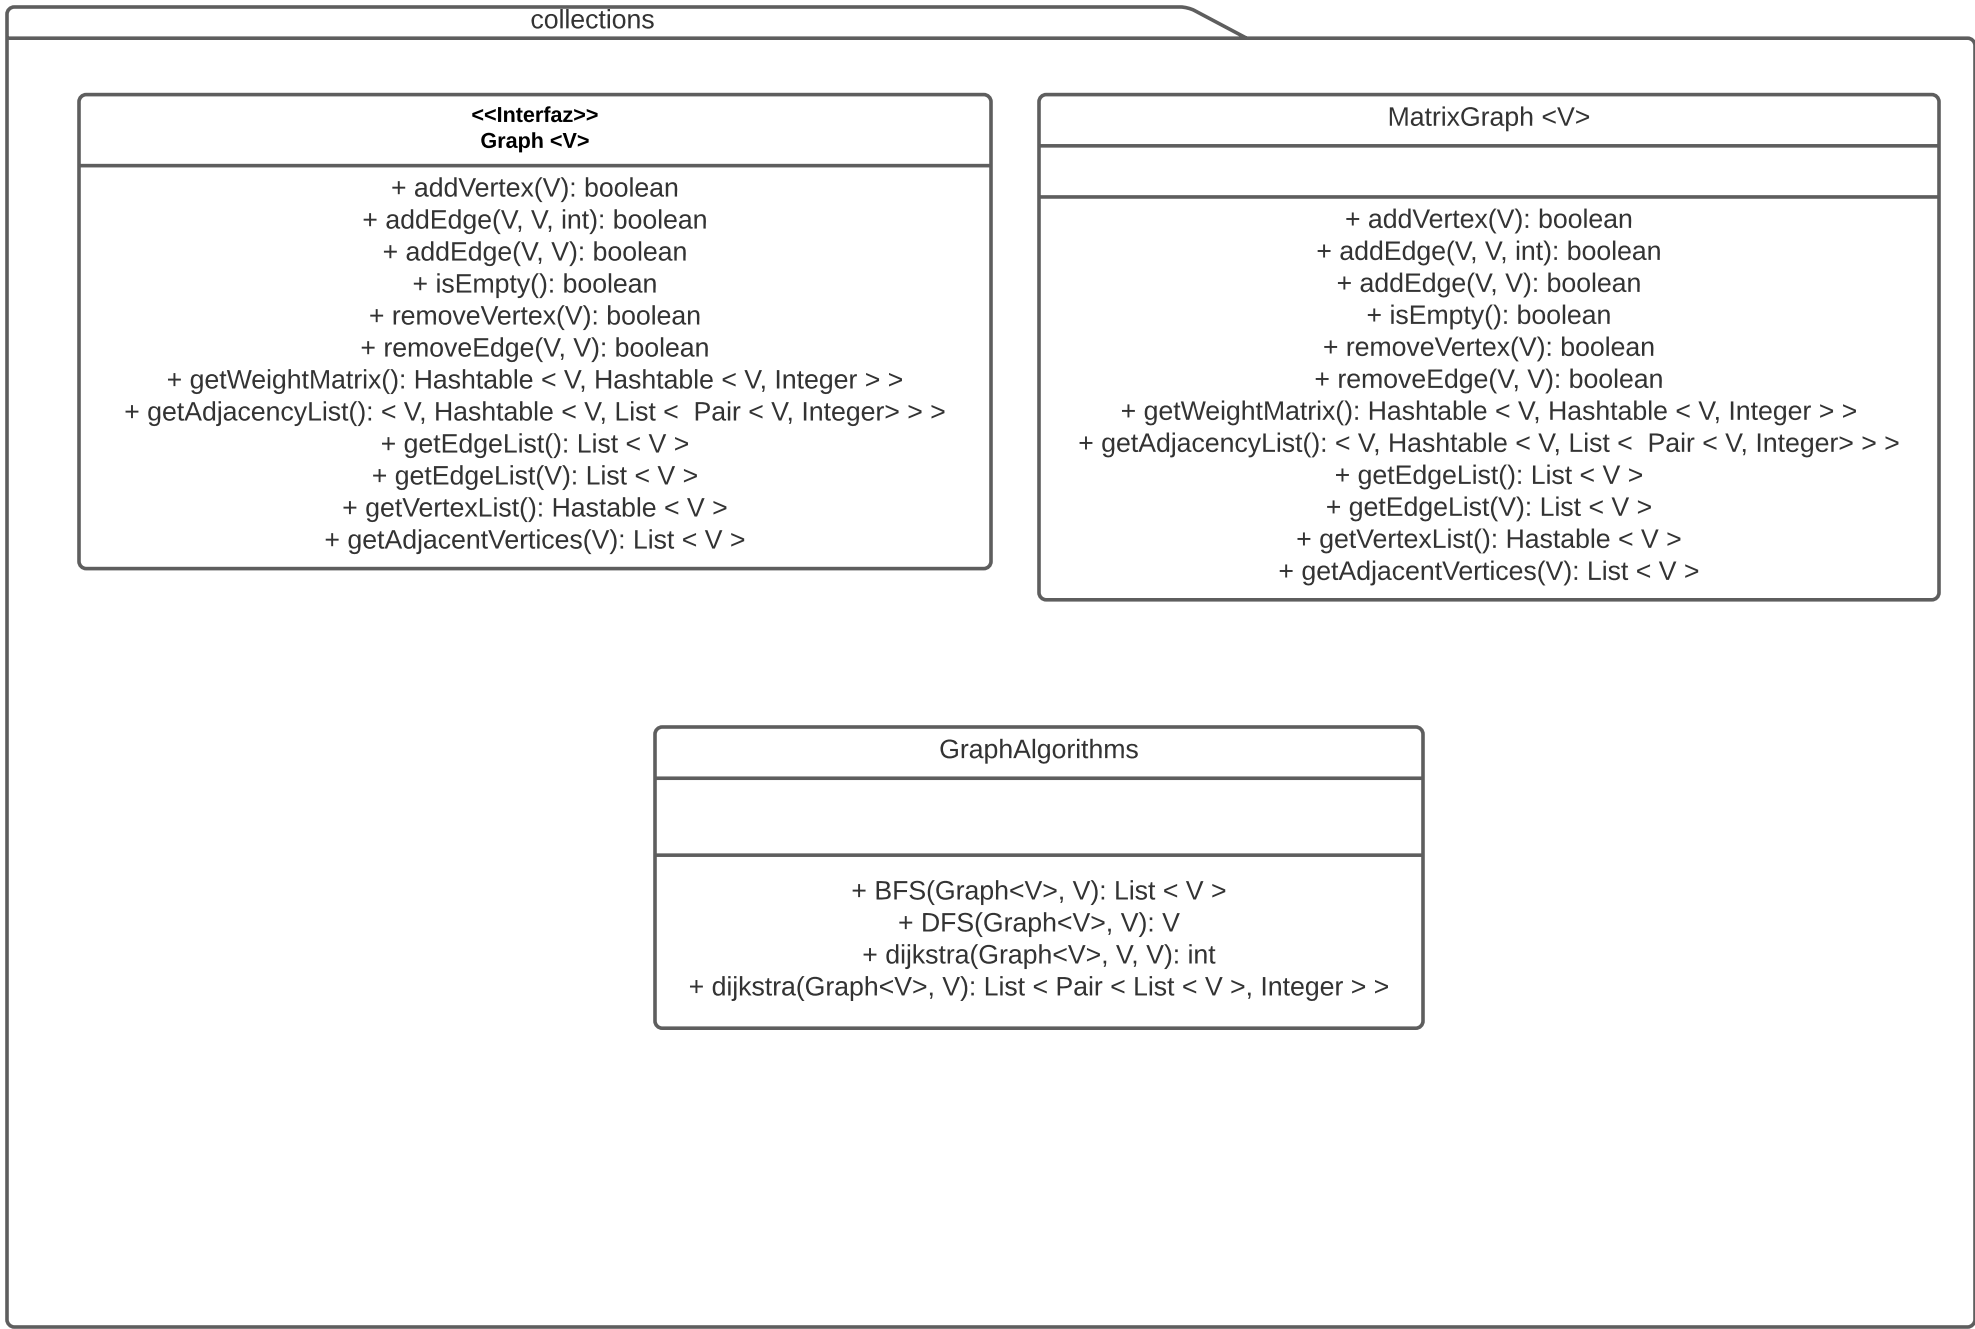 collections
<<Interfaz>>
Graph <V>
+ addVertex(V): boolean
+ addEdge(V, V, int): boolean
+ addEdge(V, V): boolean
+ isEmpty(): boolean
+ removeVertex(V): boolean
+ removeEdge(V, V): boolean
+ getWeightMatrix(): Hashtable < V, Hashtable < V, Integer > >
+ getAdjacencyList(): < V, Hashtable < V, List <  Pair < V, Integer> > >
+ getEdgeList(): List < V >
+ getEdgeList(V): List < V >
+ getVertexList(): Hastable < V >
+ getAdjacentVertices(V): List < V >
MatrixGraph <V>
+ addVertex(V): boolean
+ addEdge(V, V, int): boolean
+ addEdge(V, V): boolean
+ isEmpty(): boolean
+ removeVertex(V): boolean
+ removeEdge(V, V): boolean
+ getWeightMatrix(): Hashtable < V, Hashtable < V, Integer > >
+ getAdjacencyList(): < V, Hashtable < V, List <  Pair < V, Integer> > >
+ getEdgeList(): List < V >
+ getEdgeList(V): List < V >
+ getVertexList(): Hastable < V >
+ getAdjacentVertices(V): List < V >
GraphAlgorithms
+ BFS(Graph<V>, V): List < V >
+ DFS(Graph<V>, V): V
+ dijkstra(Graph<V>, V, V): int
+ dijkstra(Graph<V>, V): List < Pair < List < V >, Integer > >